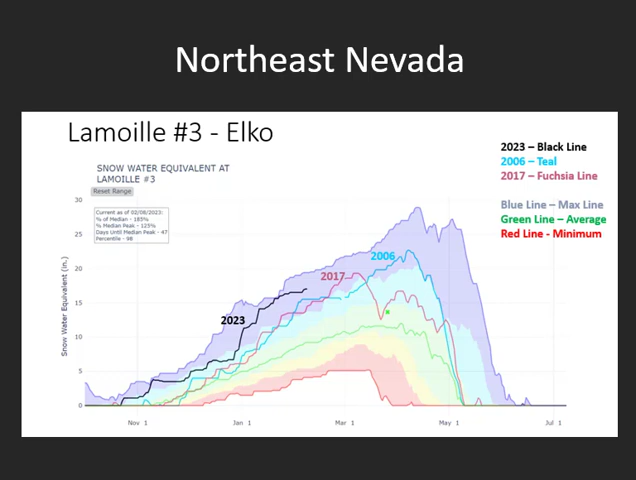 Northeast Nevada
Lamoille #3 - Elko
SNOW WATER EQUIVALENT AT
LAMOILLE #3
Reset Range
Current as of 02/08/2023:
% of Median - 185%
% Median Peak - 125%
Days Until Median Peak - 47
Percentile - 98
2023 – Black Line
2006 – Teal
2017 – Fuchsia Line
Blue Line – Max Line
Green Line – Average
Red Line - Minimum
Snow Water Equivalent (in.)
30
25
20
15
10
5
0
2023
2017
2006
Nov 1
Jan 1
Mar 1
May 1
Jul 1